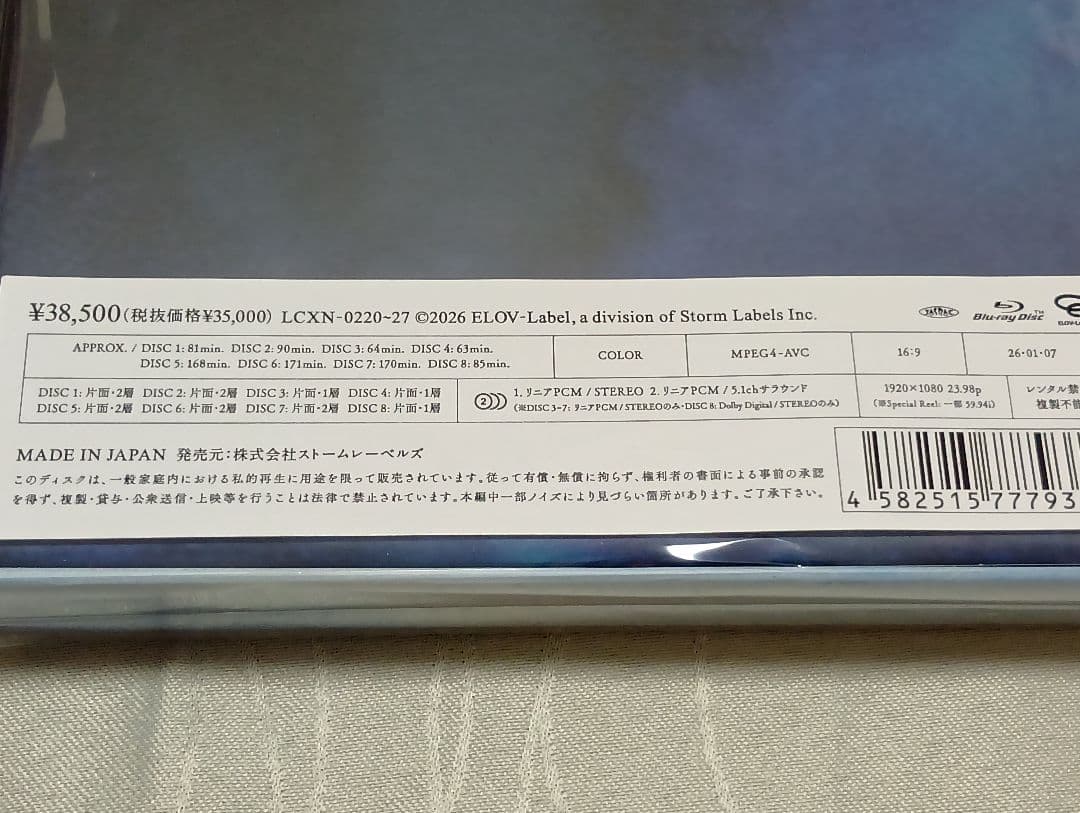 ¥38,500(税抜価格¥35,000) LCXN-0220~27 ©2026 ELOV-Label, a division of Storm Labels Inc.
JASRAC Blu-ray Disc™
APPROX. / DISC 1: 81min. DISC 2: 90min. DISC 3: 64min. DISC 4: 63min.
DISC 5: 168min. DISC 6: 171min. DISC 7: 170min. DISC 8: 85min.
COLOR
MPEG4-AVC
16:9
26・01・07
DISC 1: 片面・2層 DISC 2: 片面・2層 DISC 3: 片面・1層 DISC 4: 片面・1層
DISC 5: 片面・2層 DISC 6: 片面・2層 DISC 7: 片面・2層 DISC 8: 片面・1層
2
1. リニアPCM / STEREO 2. リニアPCM / 5.1chサラウンド
(※DISC 3~7: リニアPCM / STEREOのみ・DISC 8: Dolby Digital / STEREOのみ)
1920×1080 23.98p
(※Special Reel: 一部 59.94i)
レンタル禁
複製不能
MADE IN JAPAN 発売元:株式会社ストームレーベルズ
このディスクは、一般家庭内における私的再生に用途を限って販売されています。従って有償・無償に拘らず、権利者の書面による事前の承認
を得ず、複製・貸与・公衆送信・上映等を行うことは法律で禁止されています。本編中一部ノイズにより見づらい箇所があります。ご了承下さい。
4 582515 77793